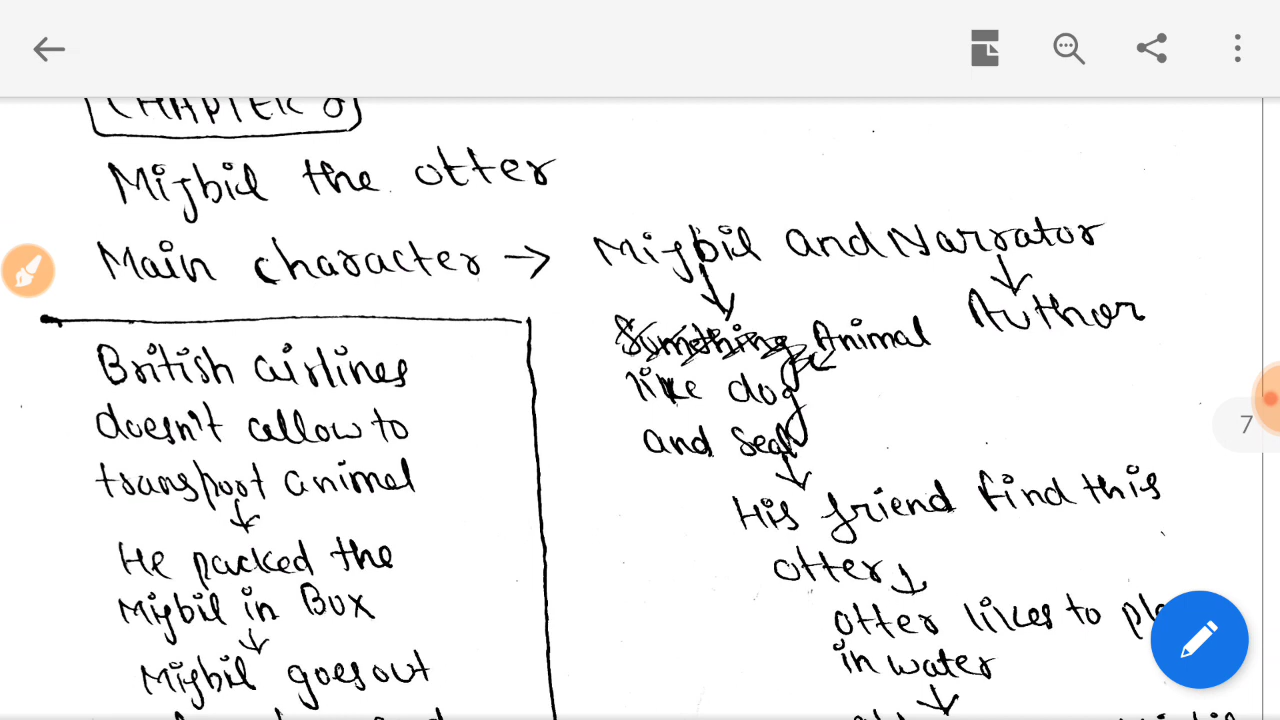 CHAPTER 8
Mijbil the otter
Main character → Mijbil and Narrator
Author
Animal
like dog
and Seal
His friend find this
otter
otter likes to
in water
British airlines
doesn't allow to
transport animal
He packed the
Mijbil in Box
Mijbil goes out
7